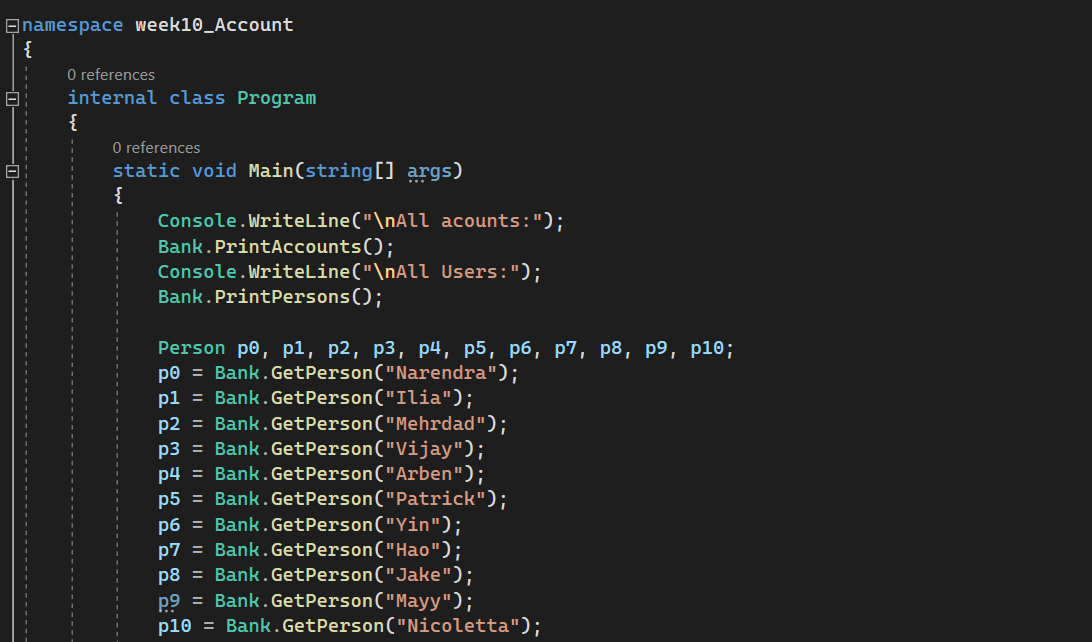 namespace week10_Account
{
0 references
internal class Program
{
0 references
static void Main(string[] args)
{
Console.WriteLine("\nAll acounts:");
Bank.PrintAccounts();
Console.WriteLine("\nAll Users:");
Bank.PrintPersons();
Person p0, p1, p2, p3, p4, p5, p6, p7, p8, p9, p10;
p0 = Bank.GetPerson("Narendra");
p1 = Bank.GetPerson("Ilia");
p2 = Bank.GetPerson("Mehrdad");
p3 = Bank.GetPerson("Vijay");
p4 = Bank.GetPerson("Arben");
p5 = Bank.GetPerson("Patrick");
p6 = Bank.GetPerson("Yin");
p7 = Bank.GetPerson("Hao");
p8 = Bank.GetPerson("Jake");
p9 = Bank.GetPerson("Mayy");
p10 = Bank.GetPerson("Nicoletta");